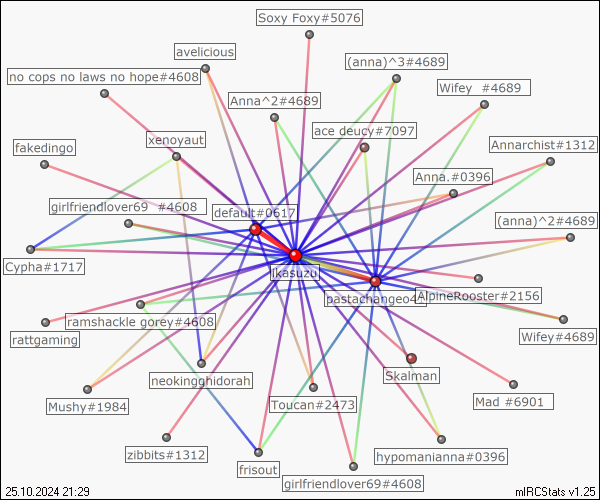 Soxy Foxy#5076
avelicious
(anna)^3#4689
no cops no laws no hope#4608
Wifey #4689
Anna^2#4689
ace deucy#7097
xenoyaut
fakedingo
Annarchist#1312
Anna.#0396
girlfriendlover69 #4608
default#0617
(anna)^2#4689
Cypha#1717
Ikasuzu
pastachangeo4
AlpineRooster#2156
ramshackle gorey#4608
rattgaming
Wifey#4689
neokingghidorah
Skalman
Mushy#1984
Toucan#2473
Mad #6901
zibbits#1312
hypomanianna#0396
frisout
girlfriendlover69#4608
25.10.2024 21:29
mIRCStats v1.25